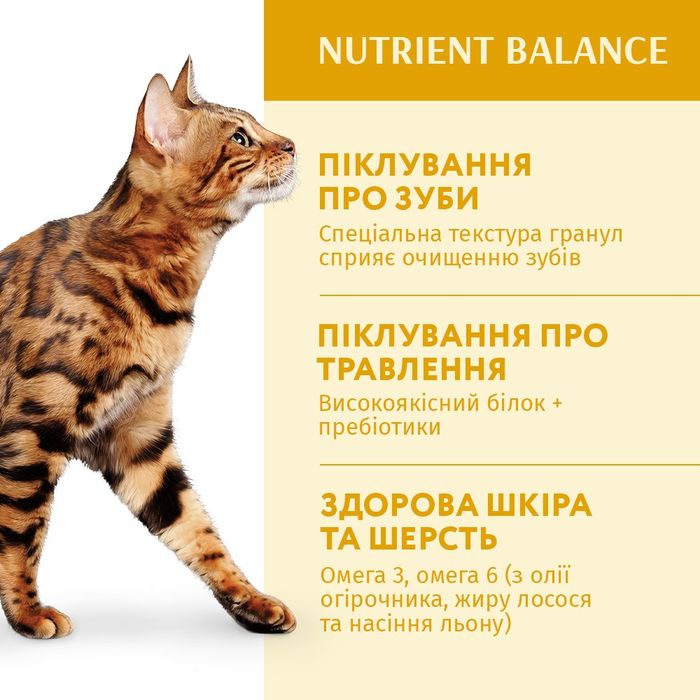 NUTRIENT BALANCE
ПІКЛУВАННЯ
ПРО ЗУБИ
Спеціальна текстура гранул
сприяє очищенню зубів
ПІКЛУВАННЯ ПРО
ТРАВЛЕННЯ
Високоякісний білок +
пребіотики
ЗДОРОВА ШКІРА
ТА ШЕРСТЬ
Омега 3, омега 6 (з олії
огірочника, жиру лосося
та насіння льону)